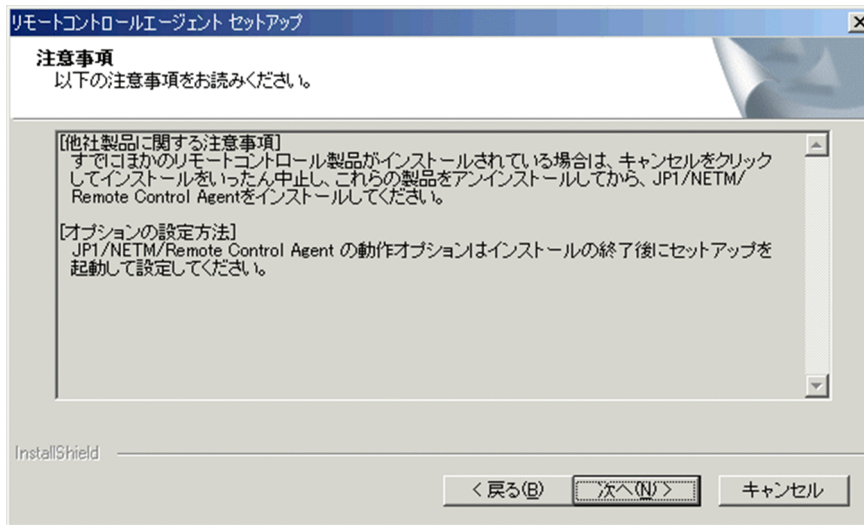 リモートコントロールエージェント セットアップ
注意事項
以下の注意事項をお読みください。
[他社製品に関する注意事項]
すでにほかのリモートコントロール製品がインストールされている場合は、キャンセルをクリック
してインストールをいったん中止し、これらの製品をアンインストールしてから、JP1/NETM/
Remote Control Agentをインストールしてください。
[オプションの設定方法]
JP1/NETM/Remote Control Agent の動作オプションはインストールの終了後にセットアップを
起動して設定してください。
InstallShield
< 戻る(B)
次へ(N) >
キャンセル